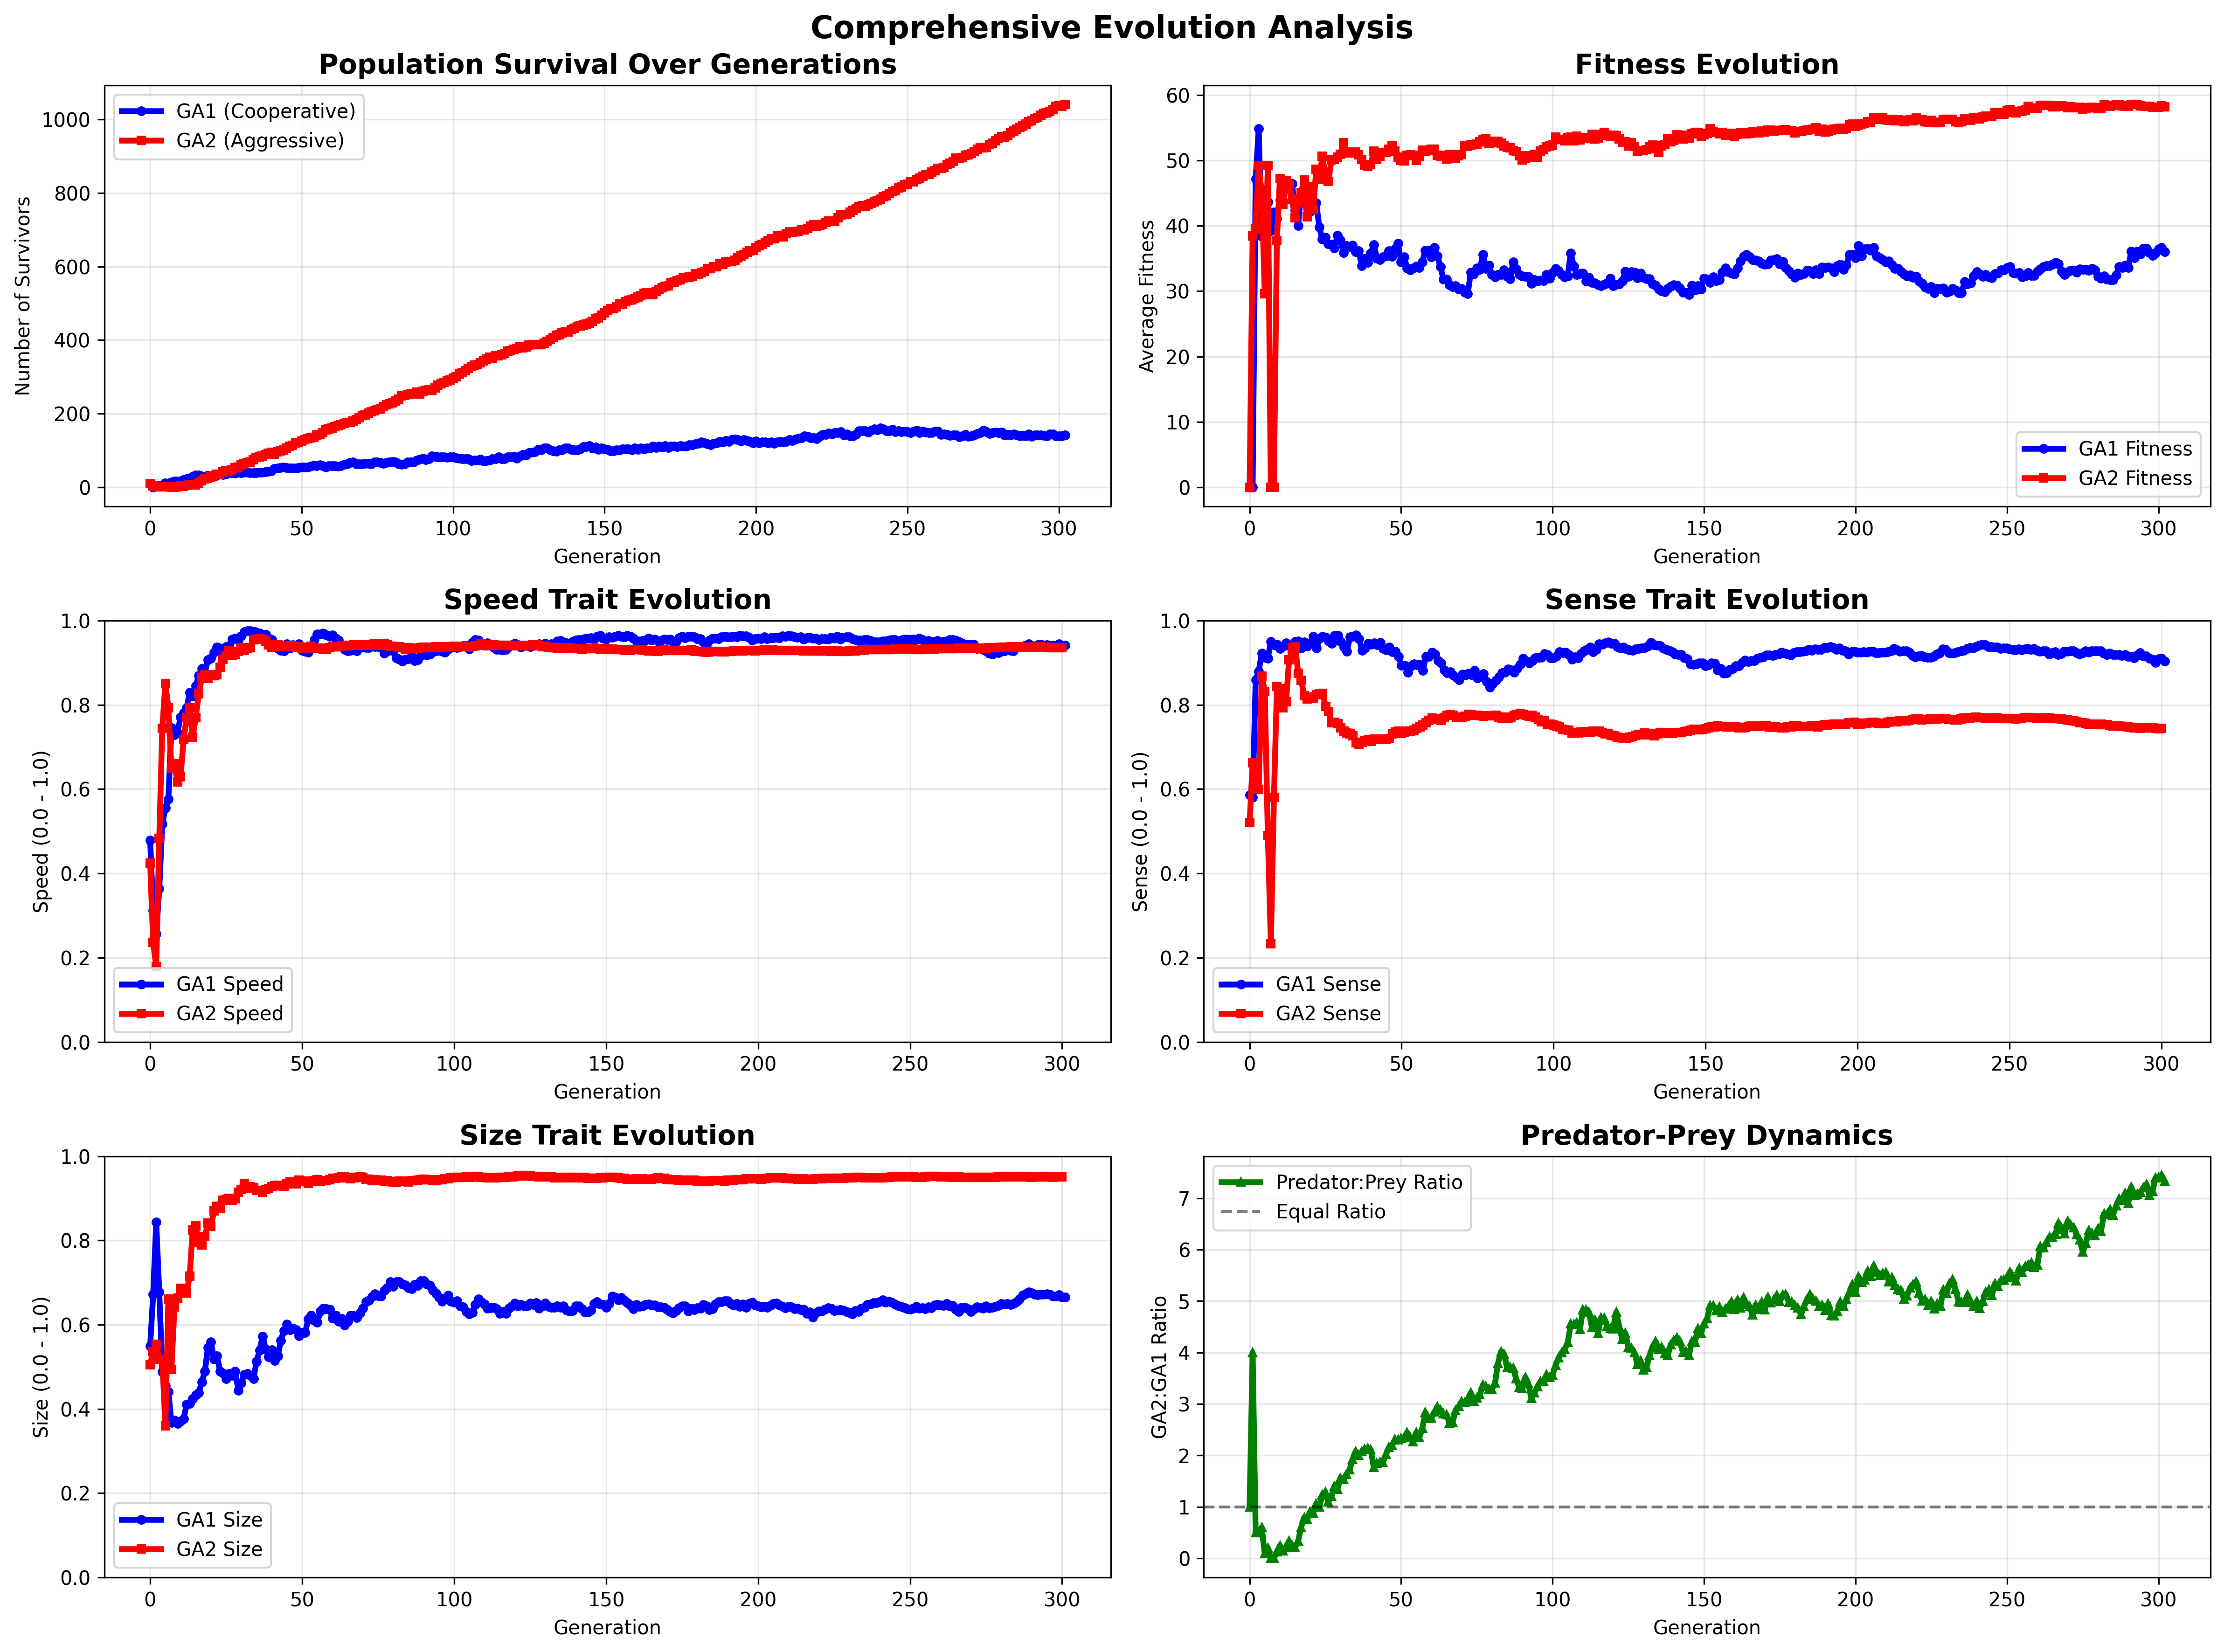 Comprehensive Evolution Analysis
Population Survival Over Generations
GA1 (Cooperative)
GA2 (Aggressive)
Number of Survivors
1000
800
600
400
200
0
0 50 100 150 200 250 300
Generation
Fitness Evolution
GA1 Fitness
GA2 Fitness
Average Fitness
60
50
40
30
20
10
0
0 50 100 150 200 250 300
Generation
Speed Trait Evolution
GA1 Speed
GA2 Speed
Speed (0.0 - 1.0)
1.0
0.8
0.6
0.4
0.2
0.0
0 50 100 150 200 250 300
Generation
Sense Trait Evolution
GA1 Sense
GA2 Sense
Sense (0.0 - 1.0)
1.0
0.8
0.6
0.4
0.2
0.0
0 50 100 150 200 250 300
Generation
Size Trait Evolution
GA1 Size
GA2 Size
Size (0.0 - 1.0)
1.0
0.8
0.6
0.4
0.2
0.0
0 50 100 150 200 250 300
Generation
Predator-Prey Dynamics
Predator:Prey Ratio
Equal Ratio
GA2:GA1 Ratio
7
6
5
4
3
2
1
0
0 50 100 150 200 250 300
Generation